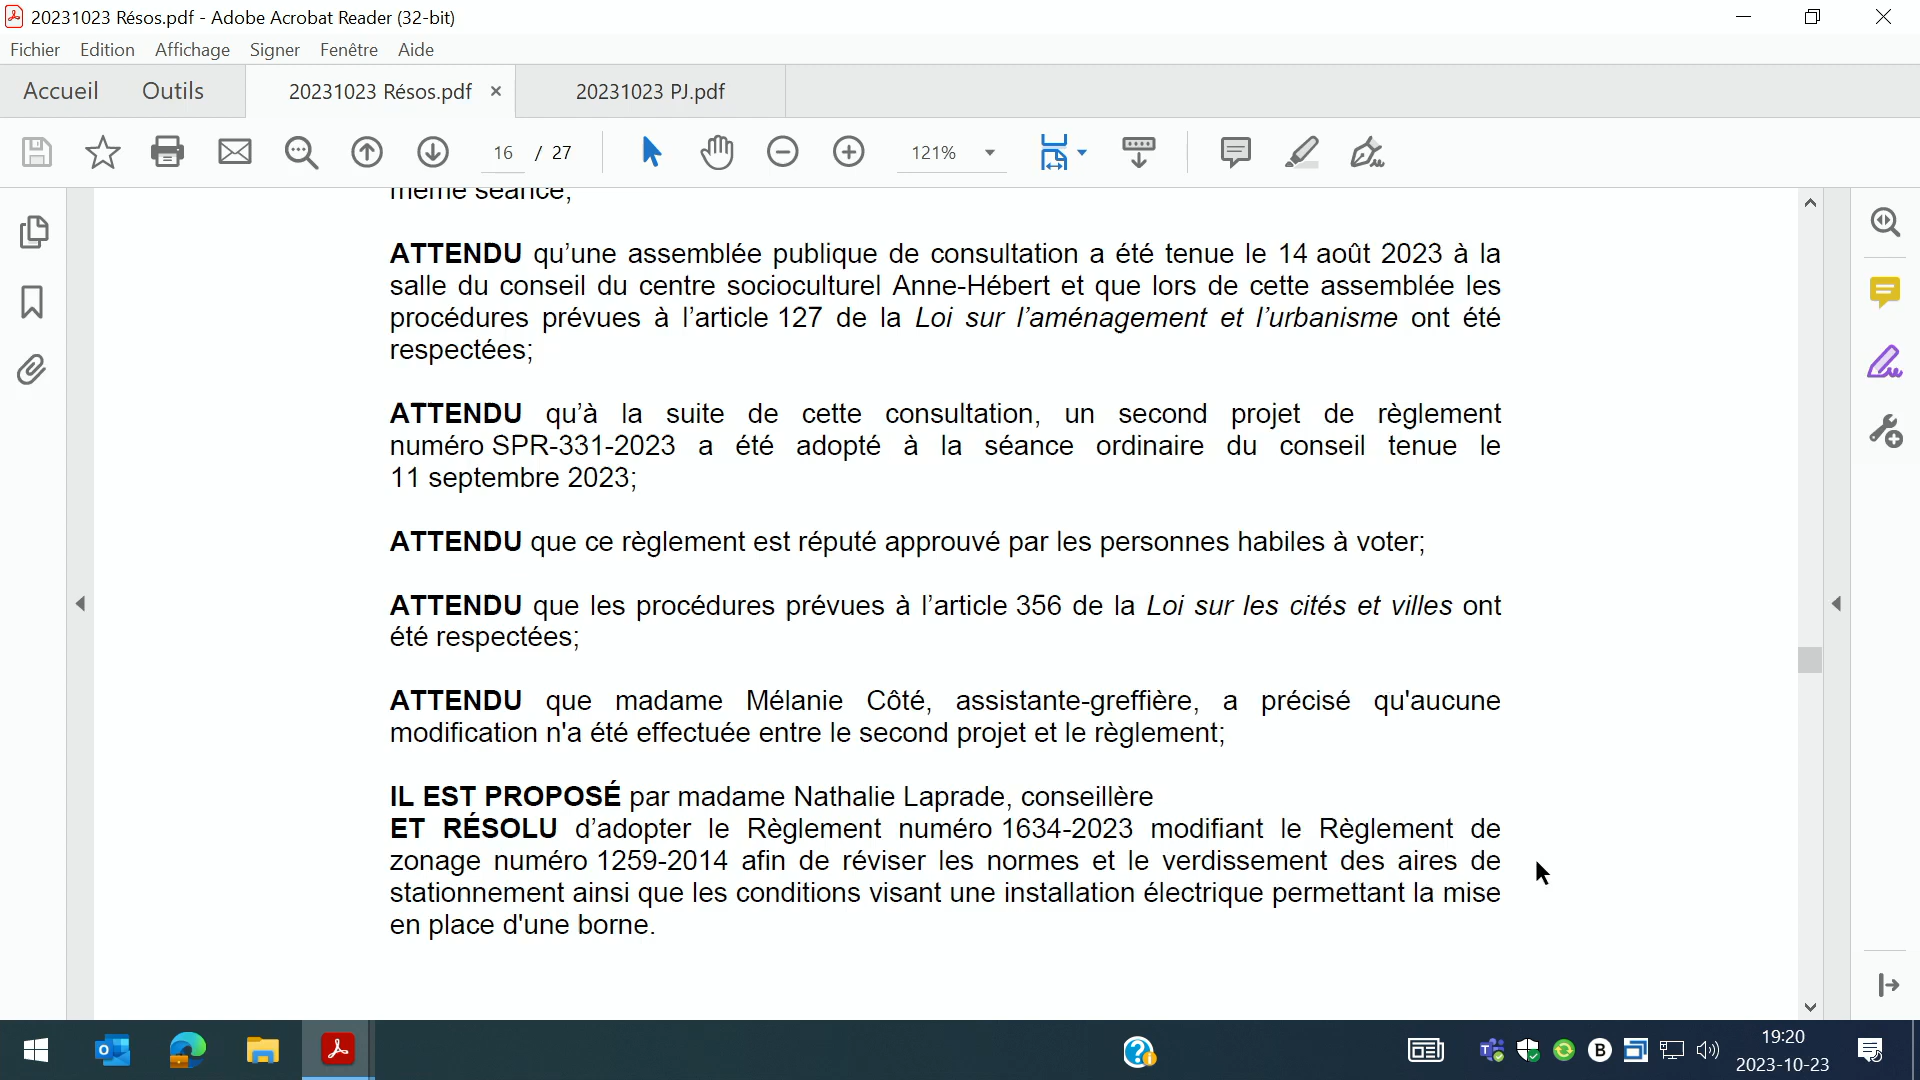 20231023 Résos.pdf - Adobe Acrobat Reader (32-bit)
Fichier Edition Affichage Signer Fenêtre Aide
Accueil Outils 20231023 Résos.pdf × 20231023 PJ.pdf
16 / 27 121%
même séance;
ATTENDU qu’une assemblée publique de consultation a été tenue le 14 août 2023 à la
salle du conseil du centre socioculturel Anne-Hébert et que lors de cette assemblée les
procédures prévues à l’article 127 de la Loi sur l’aménagement et l’urbanisme ont été
respectées;
ATTENDU qu’à la suite de cette consultation, un second projet de règlement
numéro SPR-331-2023 a été adopté à la séance ordinaire du conseil tenue le
11 septembre 2023;
ATTENDU que ce règlement est réputé approuvé par les personnes habiles à voter;
ATTENDU que les procédures prévues à l’article 356 de la Loi sur les cités et villes ont
été respectées;
ATTENDU que madame Mélanie Côté, assistante-greffière, a précisé qu'aucune
modification n'a été effectuée entre le second projet et le règlement;
IL EST PROPOSÉ par madame Nathalie Laprade, conseillère
ET RÉSOLU d’adopter le Règlement numéro 1634-2023 modifiant le Règlement de
zonage numéro 1259-2014 afin de réviser les normes et le verdissement des aires de
stationnement ainsi que les conditions visant une installation électrique permettant la mise
en place d'une borne.
19:20
2023-10-23